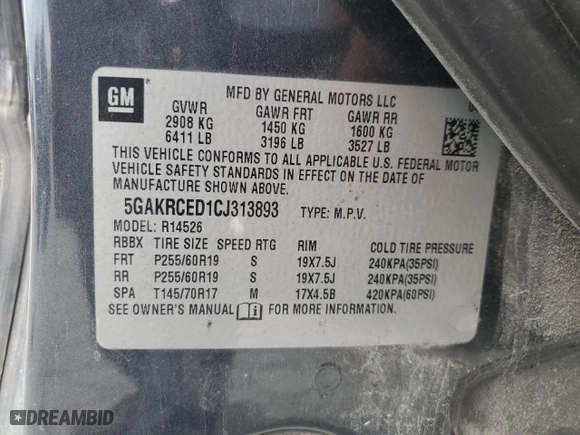 GM
MFD BY GENERAL MOTORS LLC
GVWR GAWR FRT GAWR RR
2908 KG 1450 KG 1600 KG
6411 LB 3196 LB 3527 LB
THIS VEHICLE CONFORMS TO ALL APPLICABLE U.S. FEDERAL MOTOR
VEHICLE SAFETY STANDARDS IN EFFECT ON THE DATE OF
MANUFACTURE SHOWN ABOVE.
5GAKRCED1CJ313893 TYPE: M.P.V.
MODEL: R14526
RBBX TIRE SIZE SPEED RTG RIM COLD TIRE PRESSURE
FRT P255/60R19 S 19X7.5J 240KPA(35PSI)
RR P255/60R19 S 19X7.5J 240KPA(35PSI)
SPA T145/70R17 M 17X4.5B 420KPA(60PSI)
SEE OWNER'S MANUAL FOR MORE INFORMATION.
DREAMBID